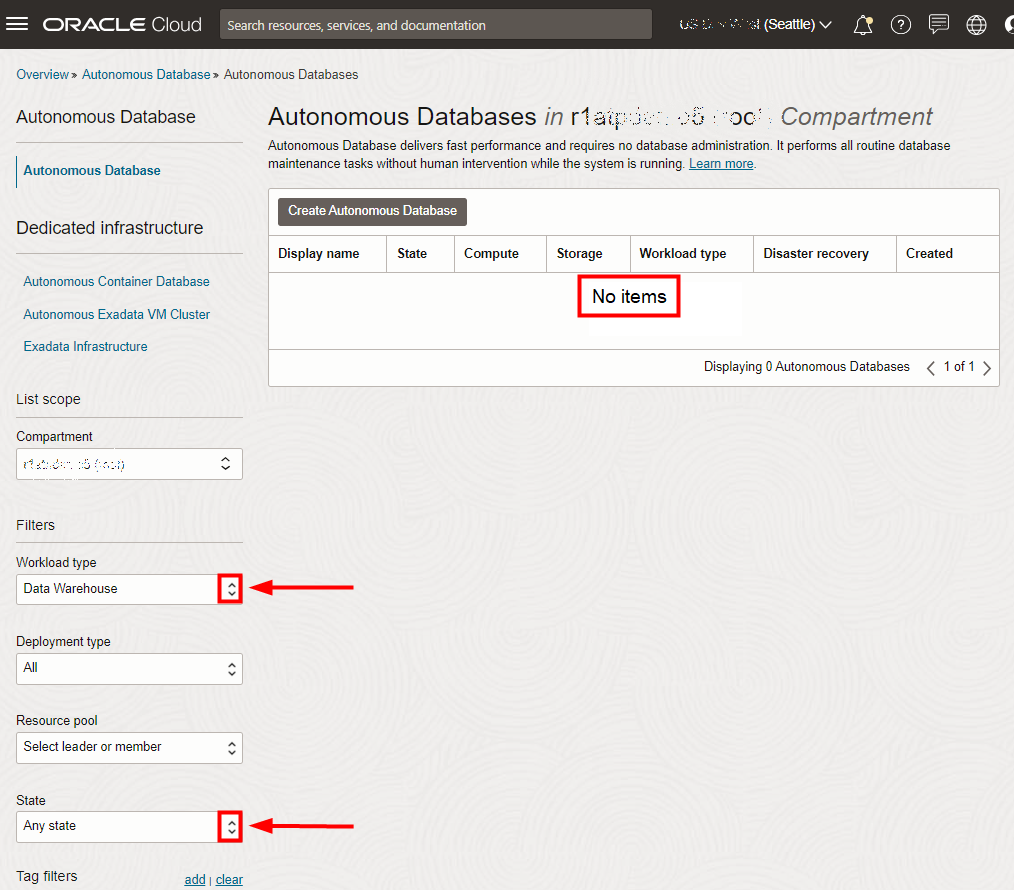 ORACLE Cloud
Search resources, services, and documentation
(Seattle)
Overview » Autonomous Database » Autonomous Databases
Autonomous Database
Autonomous Database
Dedicated infrastructure
Autonomous Container Database
Autonomous Exadata VM Cluster
Exadata Infrastructure
List scope
Compartment
Filters
Workload type
Data Warehouse
Deployment type
All
Resource pool
Select leader or member
State
Any state
Tag filters
add | clear
Autonomous Databases in Compartment
Autonomous Database delivers fast performance and requires no database administration. It performs all routine database
maintenance tasks without human intervention while the system is running. Learn more.
Create Autonomous Database
Display name State Compute Storage Workload type Disaster recovery Created
No items
Displaying 0 Autonomous Databases 1 of 1